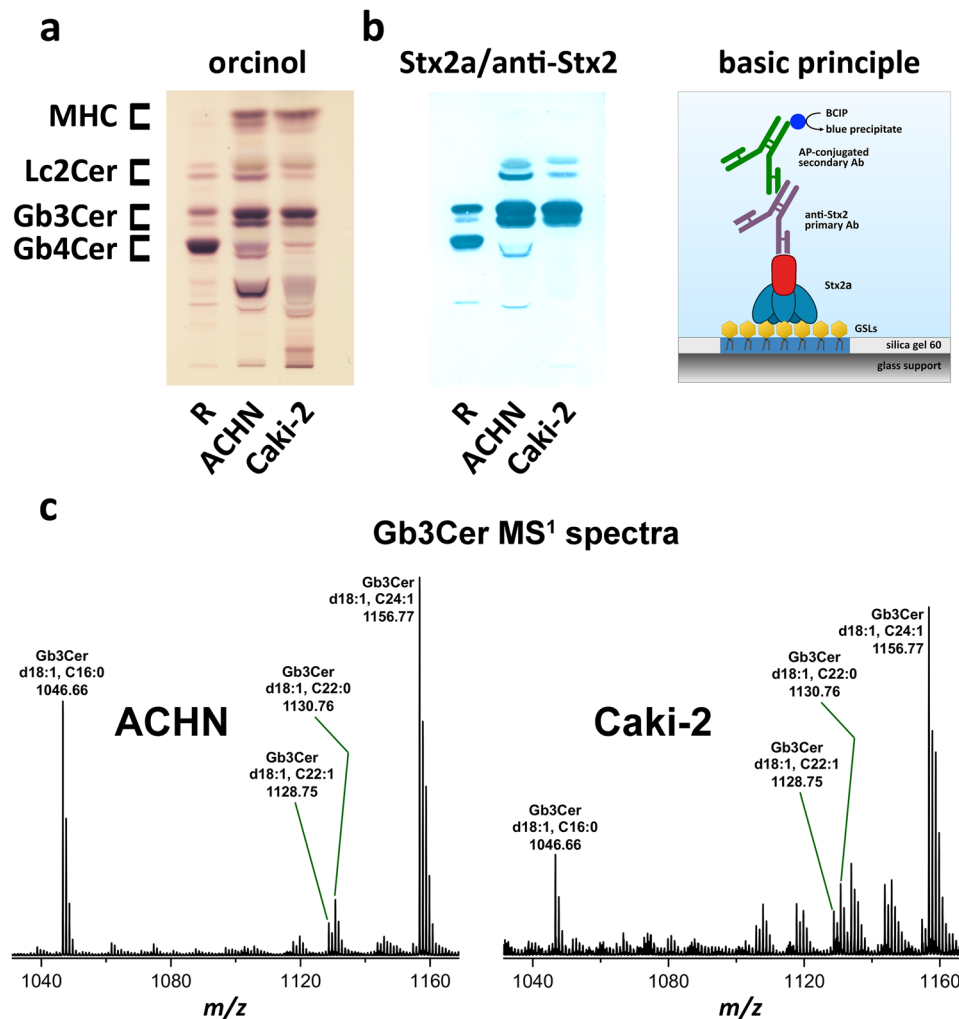 a
orcinol
MHC
Lc2Cer
Gb3Cer
Gb4Cer
R
ACHN
Caki-2
b
Stx2a/anti-Stx2
R
ACHN
Caki-2
basic principle
BCIP
blue precipitate
AP-conjugated
secondary Ab
anti-Stx2
primary Ab
Stx2a
GSLs
silica gel 60
glass support
c
Gb3Cer MS¹ spectra
Gb3Cer
d18:1, C16:0
1046.66
ACHN
Gb3Cer
d18:1, C22:1
1128.75
Gb3Cer
d18:1, C22:0
1130.76
Gb3Cer
d18:1, C24:1
1156.77
1040
1080
1120
1160
m/z
Gb3Cer
d18:1, C16:0
1046.66
Caki-2
Gb3Cer
d18:1, C22:1
1128.75
Gb3Cer
d18:1, C22:0
1130.76
Gb3Cer
d18:1, C24:1
1156.77
1040
1080
1120
1160
m/z